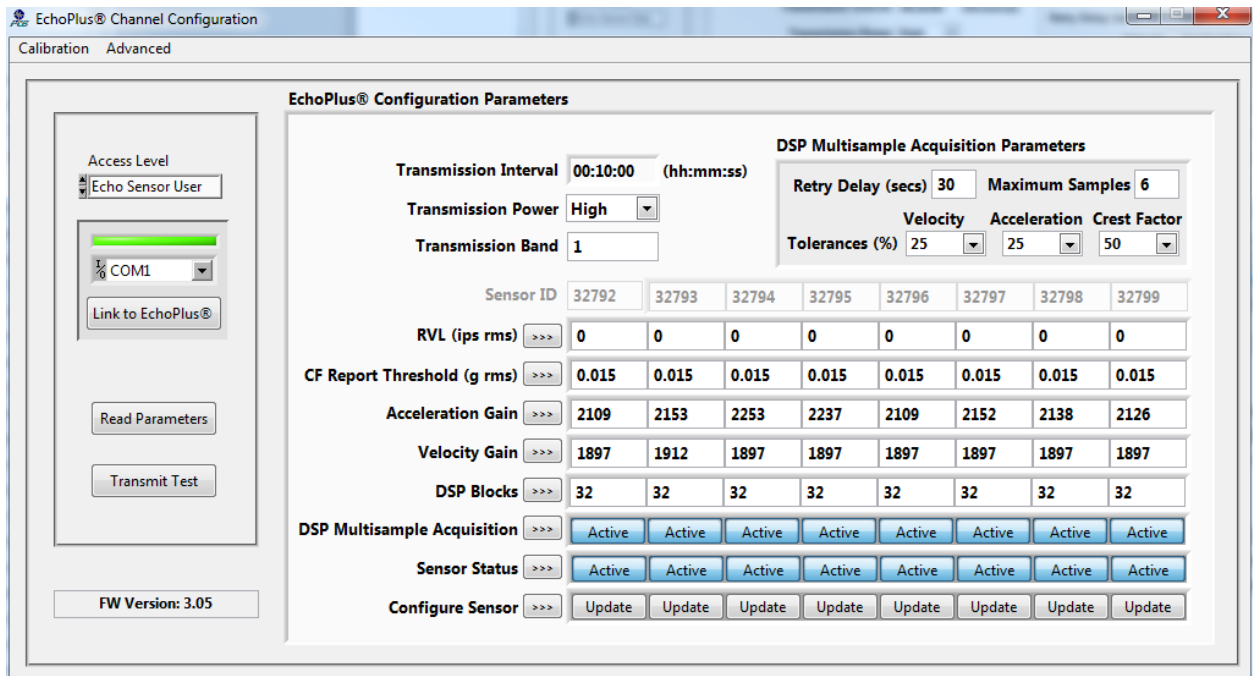 PCB EchoPlus® Channel Configuration
Calibration Advanced
EchoPlus® Configuration Parameters
Access Level
Echo Sensor User
I/O COM1
Link to EchoPlus®
Read Parameters
Transmit Test
FW Version: 3.05
Transmission Interval 00:10:00 (hh:mm:ss)
Transmission Power High
Transmission Band 1
DSP Multisample Acquisition Parameters
Retry Delay (secs) 30 Maximum Samples 6
Velocity Acceleration Crest Factor
Tolerances (%) 25 25 50
Sensor ID 32792 32793 32794 32795 32796 32797 32798 32799
RVL (ips rms) >>> 0 0 0 0 0 0 0 0
CF Report Threshold (g rms) >>> 0.015 0.015 0.015 0.015 0.015 0.015 0.015 0.015
Acceleration Gain >>> 2109 2153 2253 2237 2109 2152 2138 2126
Velocity Gain >>> 1897 1912 1897 1897 1897 1897 1897 1897
DSP Blocks >>> 32 32 32 32 32 32 32 32
DSP Multisample Acquisition >>> Active Active Active Active Active Active Active Active
Sensor Status >>> Active Active Active Active Active Active Active Active
Configure Sensor >>> Update Update Update Update Update Update Update Update